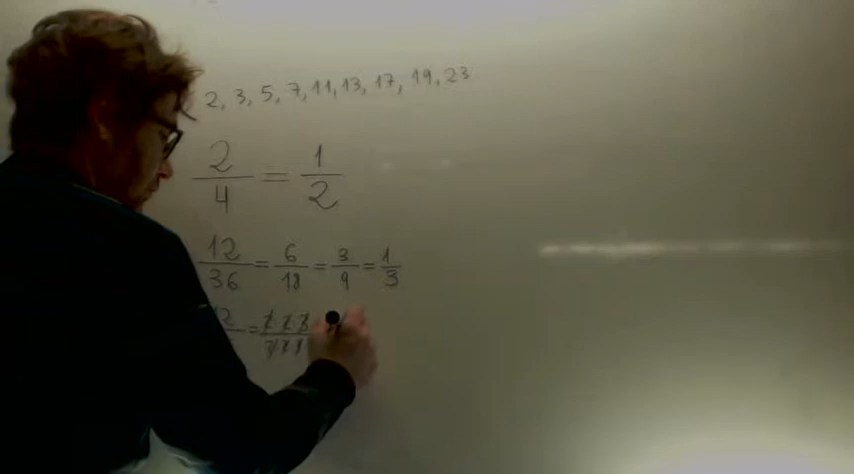 2, 3, 5, 7, 11, 13, 17, 19, 23
2/4 = 1/2
12/36 = 6/18 = 3/9 = 1/3
12 =